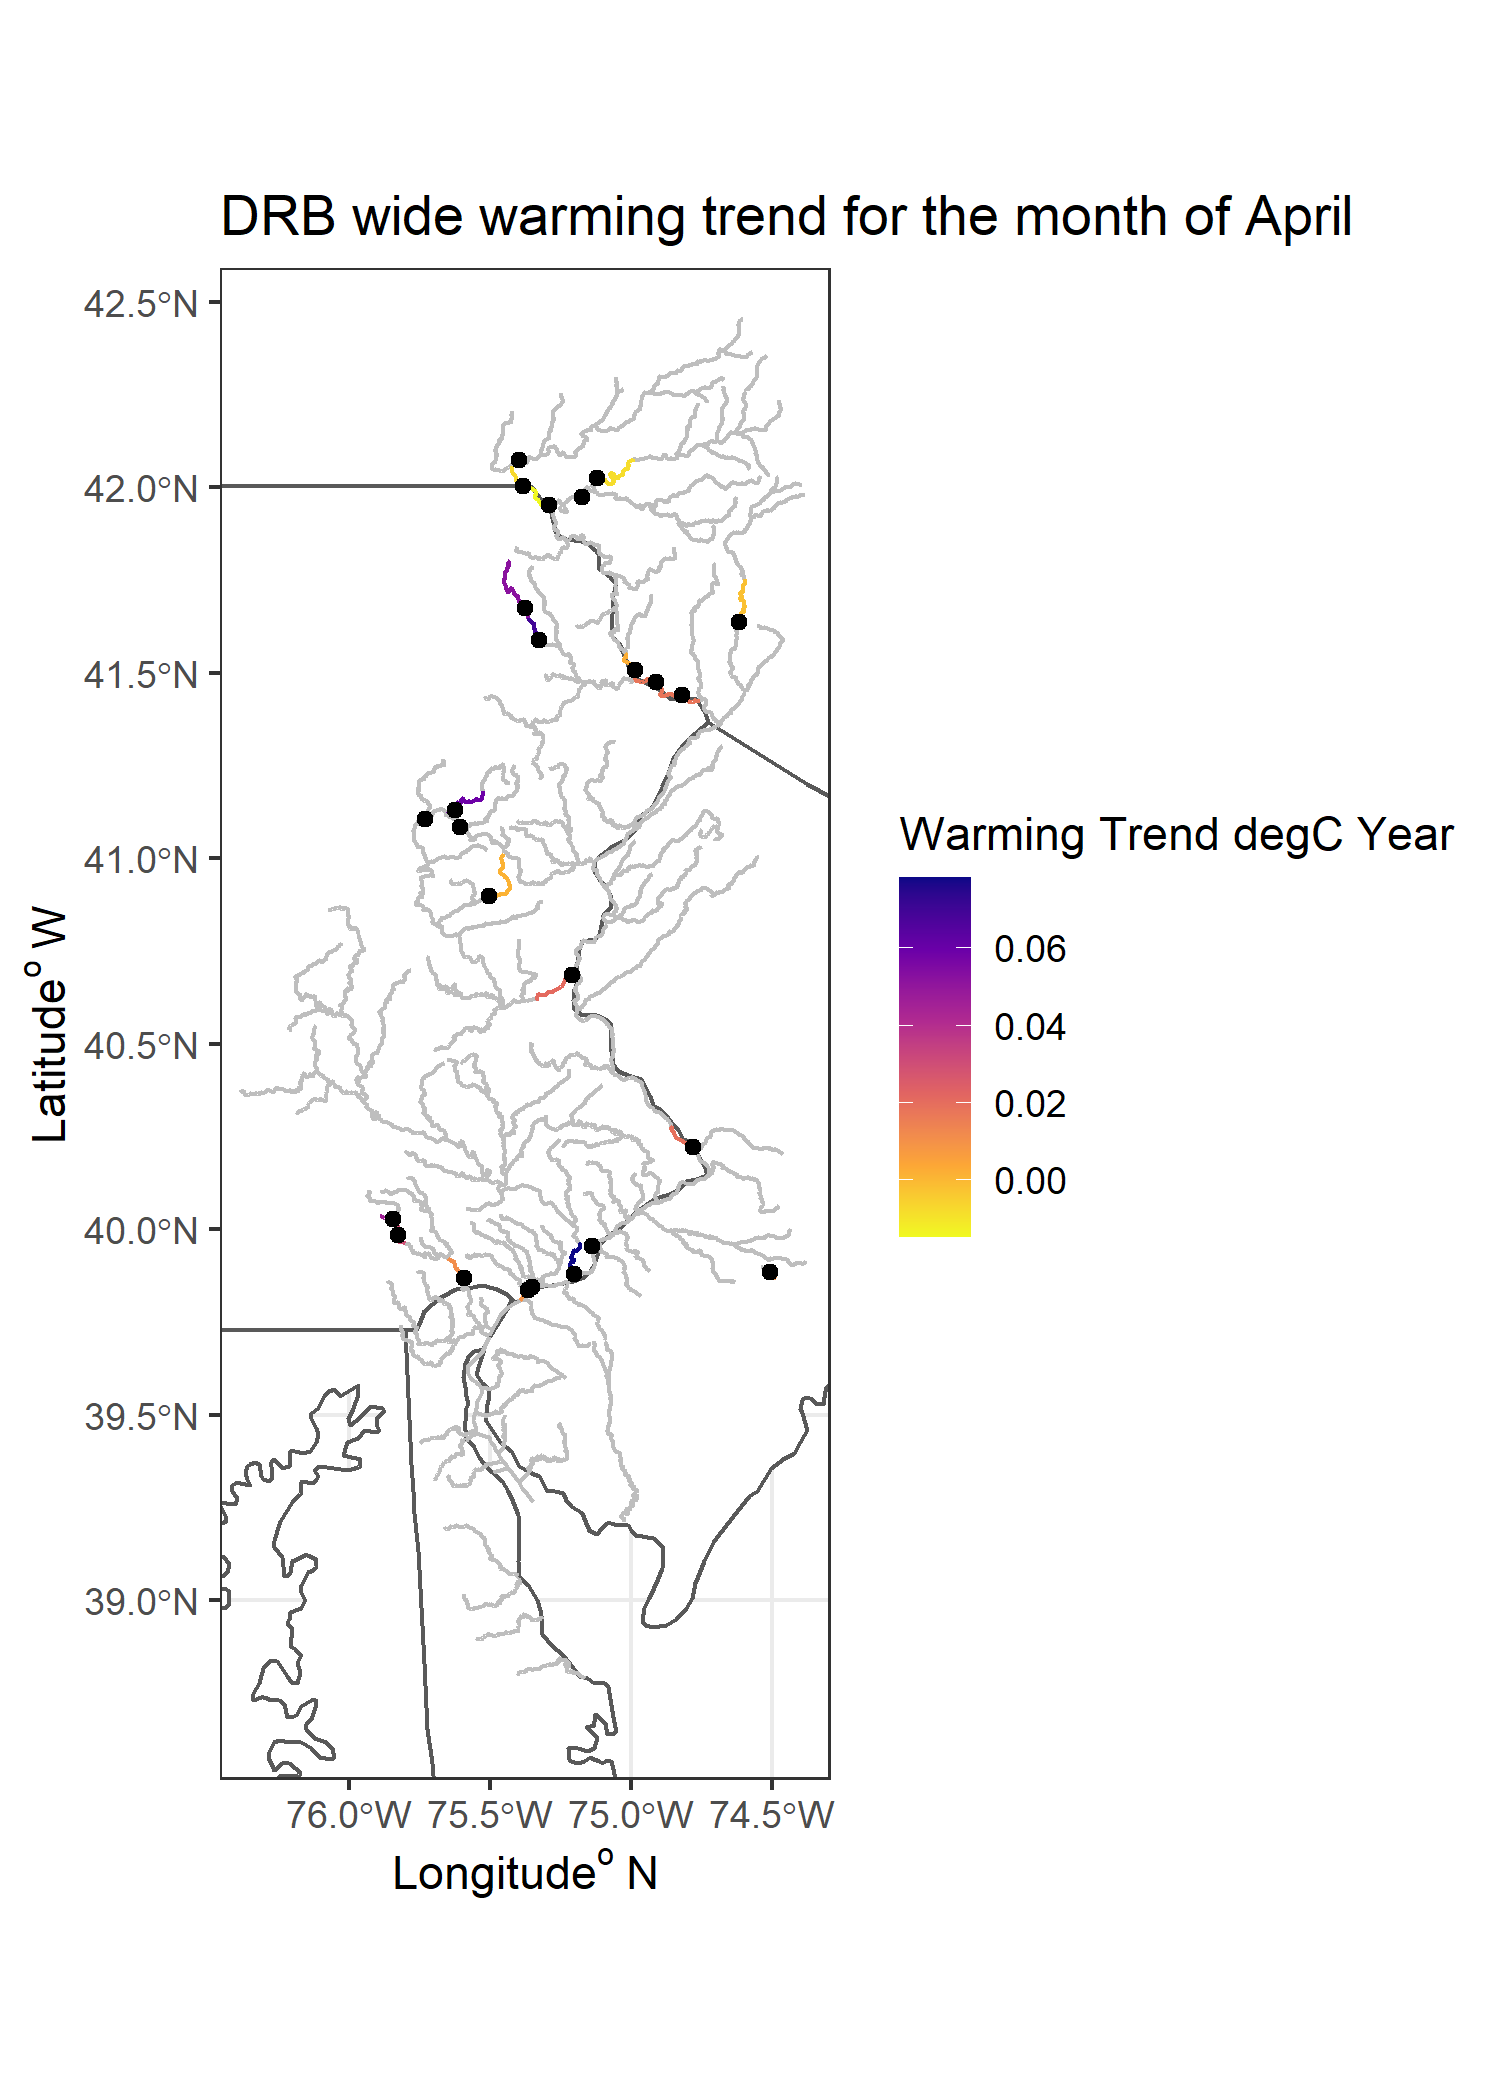 DRB wide warming trend for the month of April
42.5°N
42.0°N
41.5°N
41.0°N
40.5°N
40.0°N
39.5°N
39.0°N
Latitude° W
76.0°W 75.5°W 75.0°W 74.5°W
Longitude° N
Warming Trend degC Year
0.06
0.04
0.02
0.00